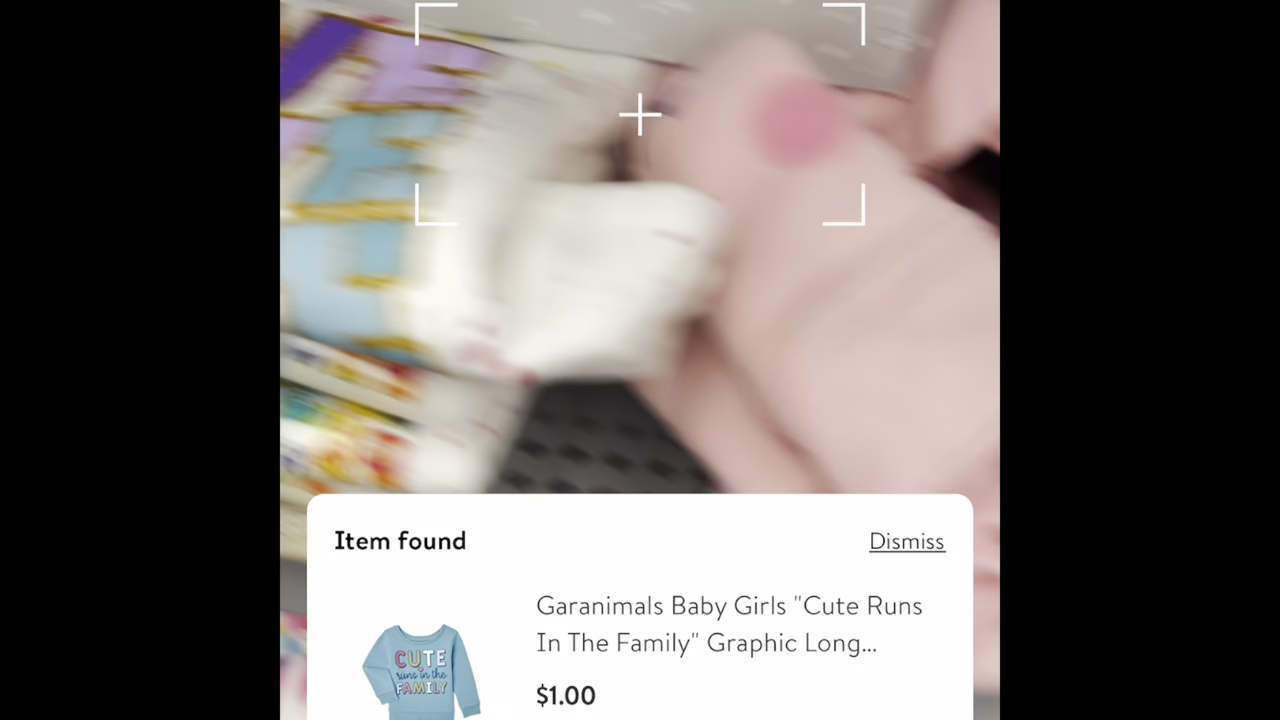 Item found
Dismiss
Garanimals Baby Girls "Cute Runs
In The Family" Graphic Long...
CUTE
runs in the
FAMILY
$1.00